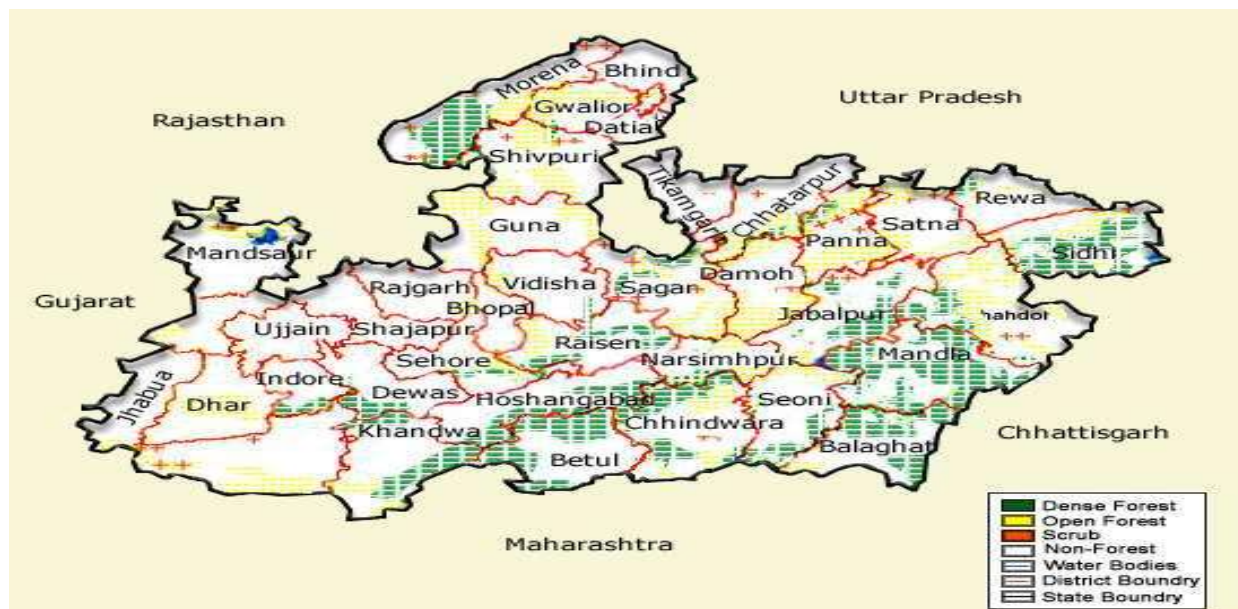 Morena
Bhind
Uttar Pradesh
Gwalior
Rajasthan
Datial
Shivpuri
Tikamgarh
Chhatarpur
Rewa
Guna
Satna
Panna
Mandsaur
Sidhi
Damoh
Rajgarh
Vidisha
Sagar
Gujarat
Bhopal
Jabalpur
Ujjain
Shajapur
Raisen
Sehore
Narsimhpur
Mandla
Jhabua
Indore
Dewas
Hoshangabad
Seoni
Dhar
Chhindwara
Khandwa
Chhattisgarh
Balaghat
Betul
Maharashtra
Dense Forest
Open Forest
Scrub
Non-Forest
Water Bodies
District Boundry
State Boundry